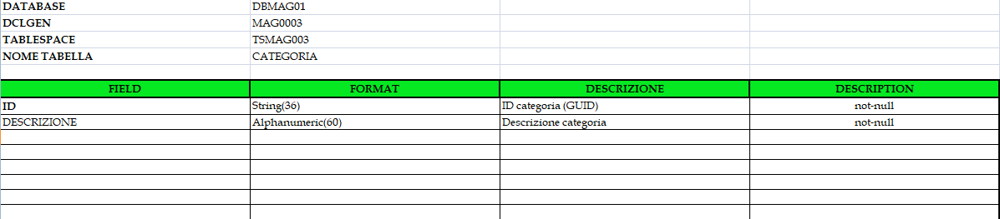 DATABASE DBMAG01
DCLGEN MAG0003
TABLESPACE TSMAG003
NOME TABELLA CATEGORIA
FIELD FORMAT DESCRIZIONE DESCRIPTION
ID String(36) ID categoria (GUID) not-null
DESCRIZIONE Alphanumeric(60) Descrizione categoria not-null